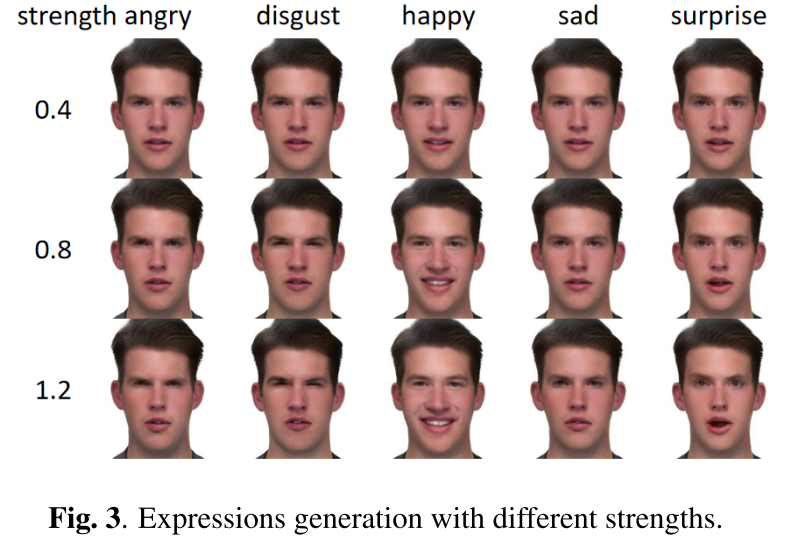 strength angry disgust happy sad surprise
0.4
0.8
1.2
Fig. 3. Expressions generation with different strengths.